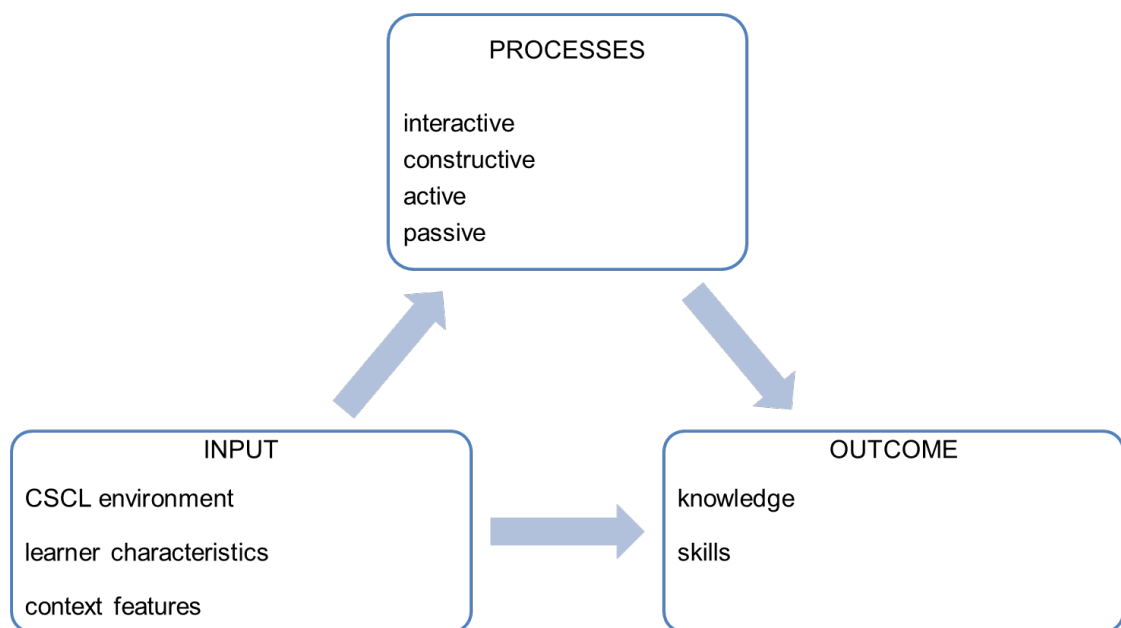 PROCESSES
interactive
constructive
active
passive
INPUT
CSCL environment
learner characteristics
context features
OUTCOME
knowledge
skills